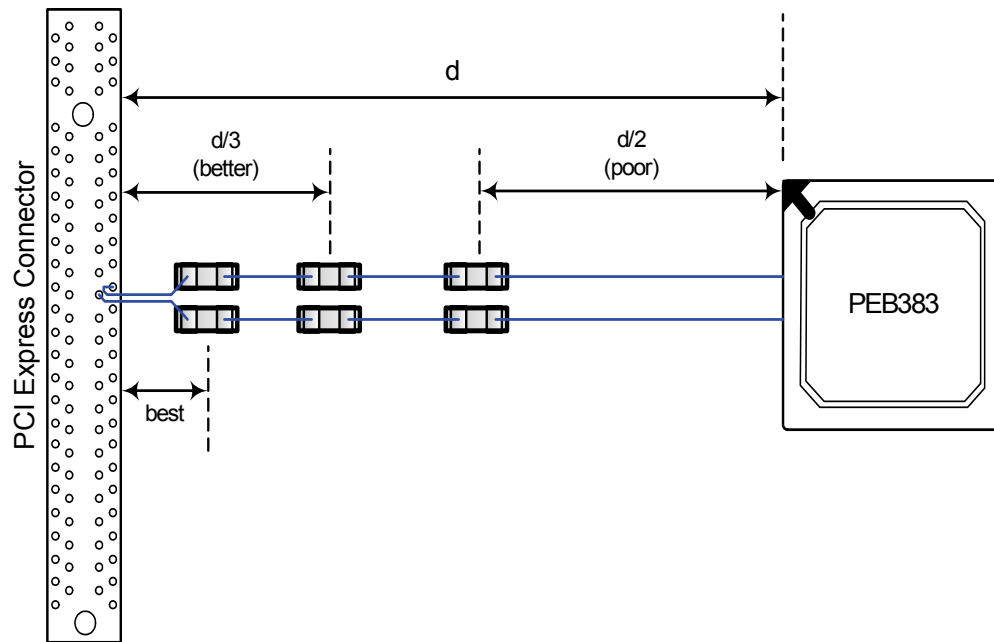 d
d/3
(better)
d/2
(poor)
PCI Express Connector
PEB383
best